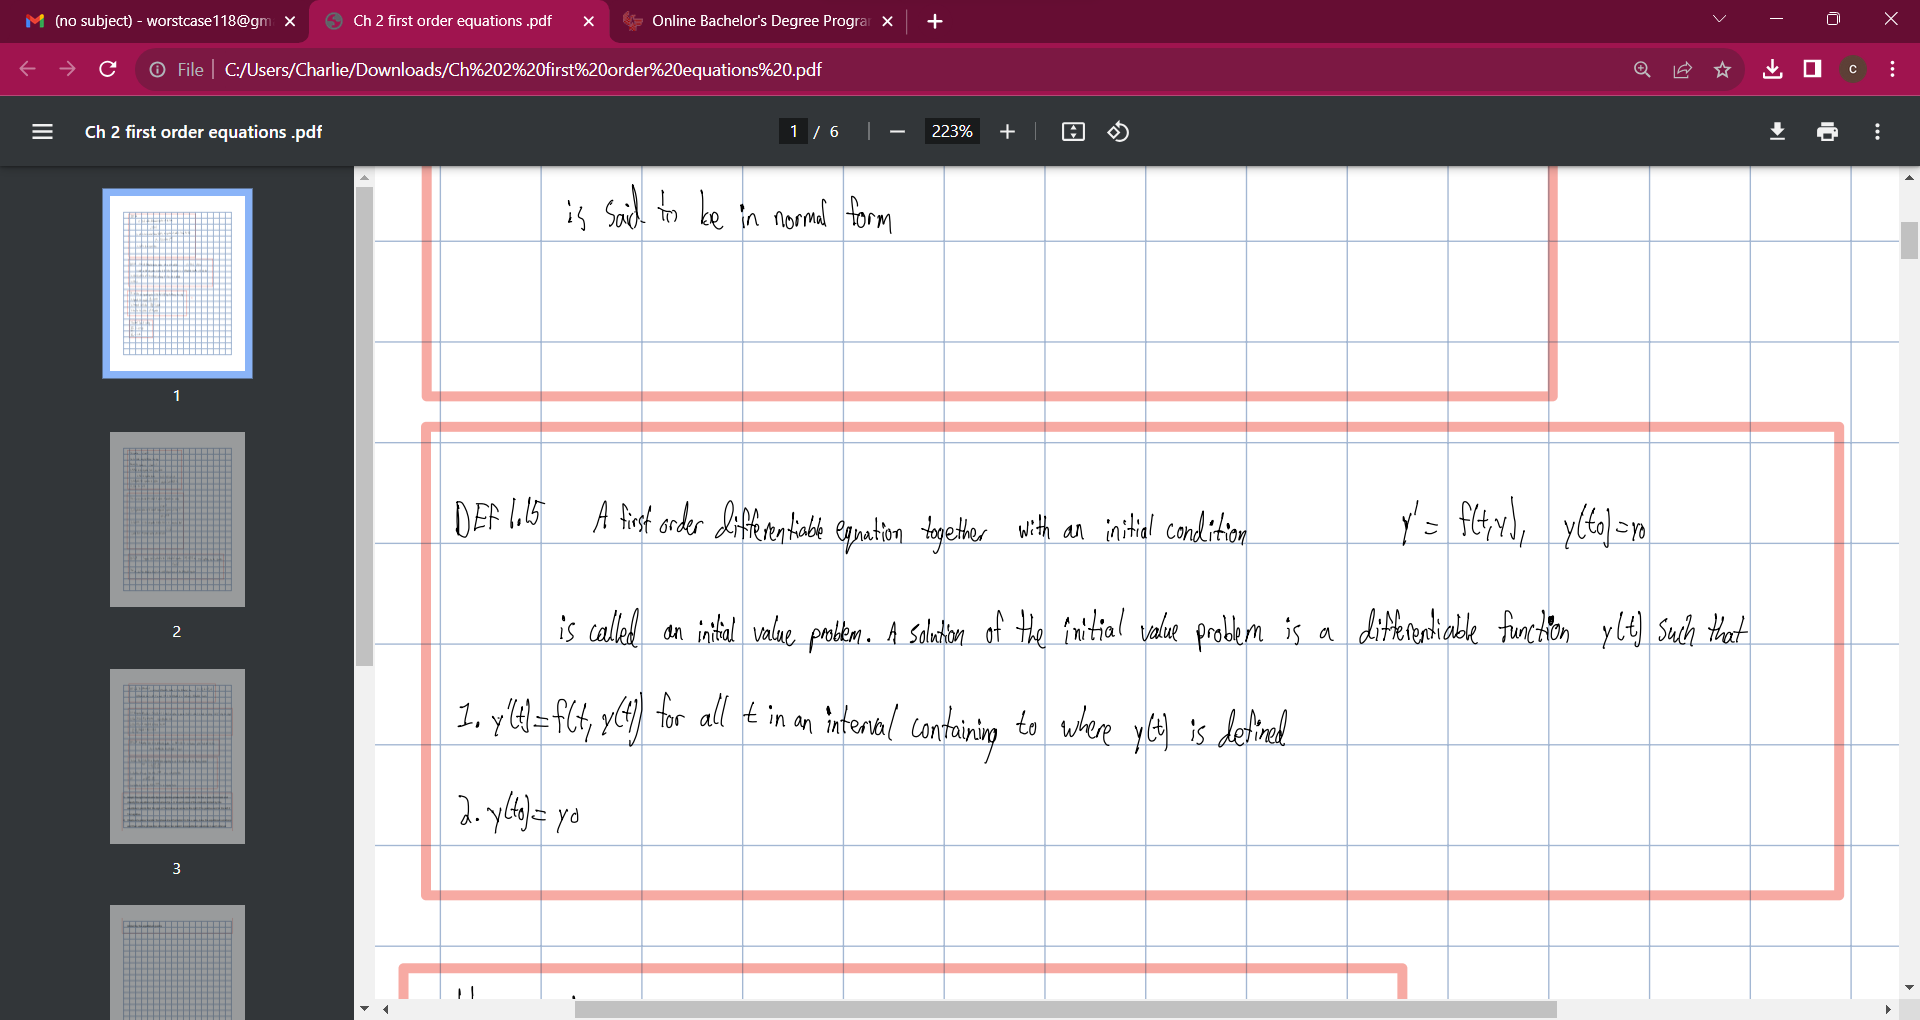 (no subject) - worstcase118@gm
Ch 2 first order equations .pdf
Online Bachelor's Degree Progra
File
C:/Users/Charlie/Downloads/Ch%202%20first%20order%20equations%20.pdf
c
Ch 2 first order equations .pdf
1 / 6
223%
1
2
3
is said to be in normal form
DEF 1.15 A first order differentiable equation together with an initial condition y' = f(t,y), y(t0)=y0
is called an initial value problem. A solution of the initial value problem is a differentiable function y(t) such that
1. y'(t)=f(t, y(t)) for all t in an interval containing to where y(t) is defined
2. y(t0)= y0